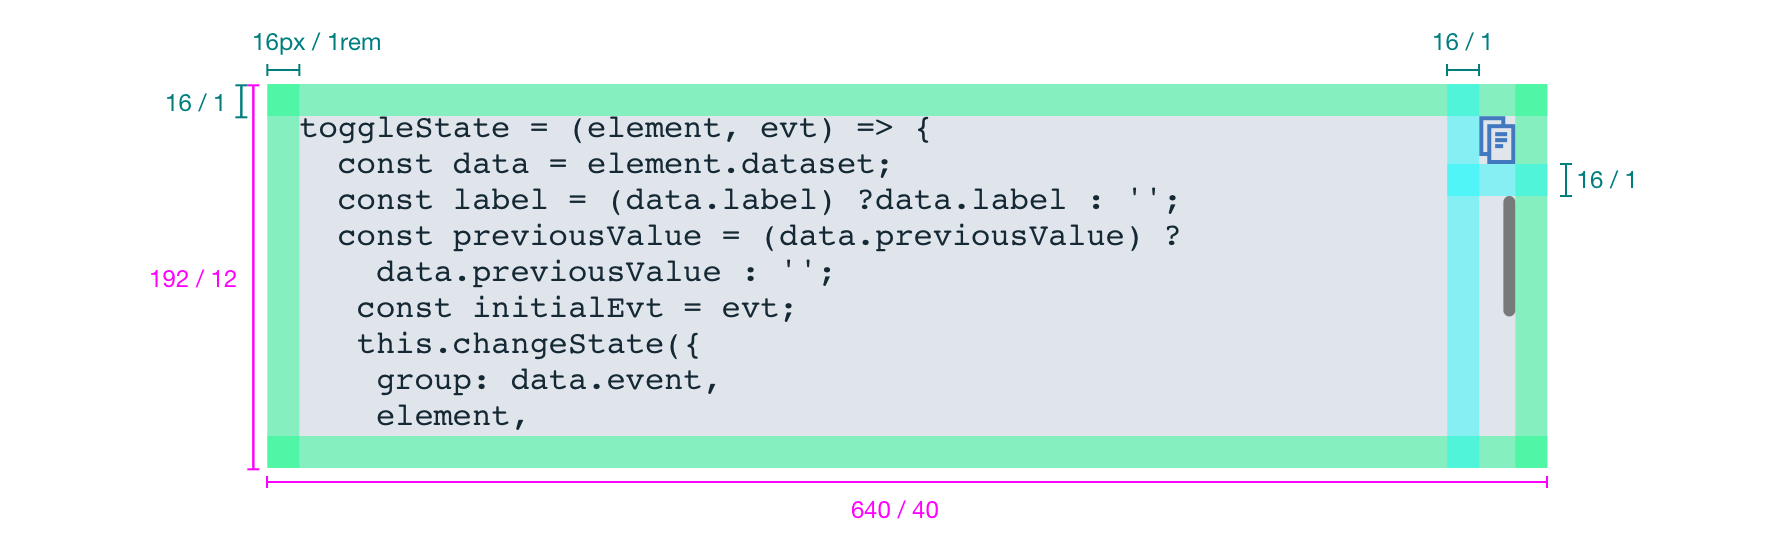 16px / 1rem
16 / 1
16 / 1
toggleState = (element, evt) => {
  const data = element.dataset;
16 / 1
  const label = (data.label) ?data.label : '';
  const previousValue = (data.previousValue) ?
192 / 12
    data.previousValue : '';
   const initialEvt = evt;
   this.changeState({
    group: data.event,
    element,
640 / 40